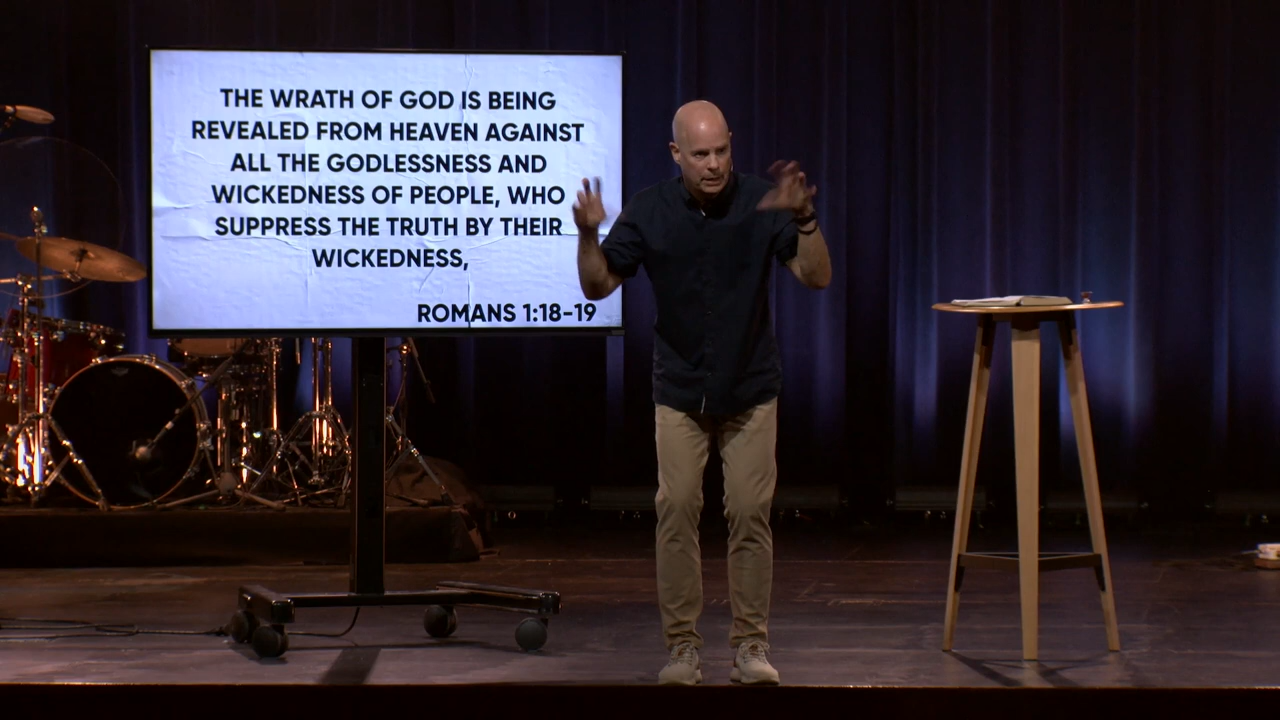 THE WRATH OF GOD IS BEING
REVEALED FROM HEAVEN AGAINST
ALL THE GODLESSNESS AND
WICKEDNESS OF PEOPLE, WHO
SUPPRESS THE TRUTH BY THEIR
WICKEDNESS,
ROMANS 1:18-19